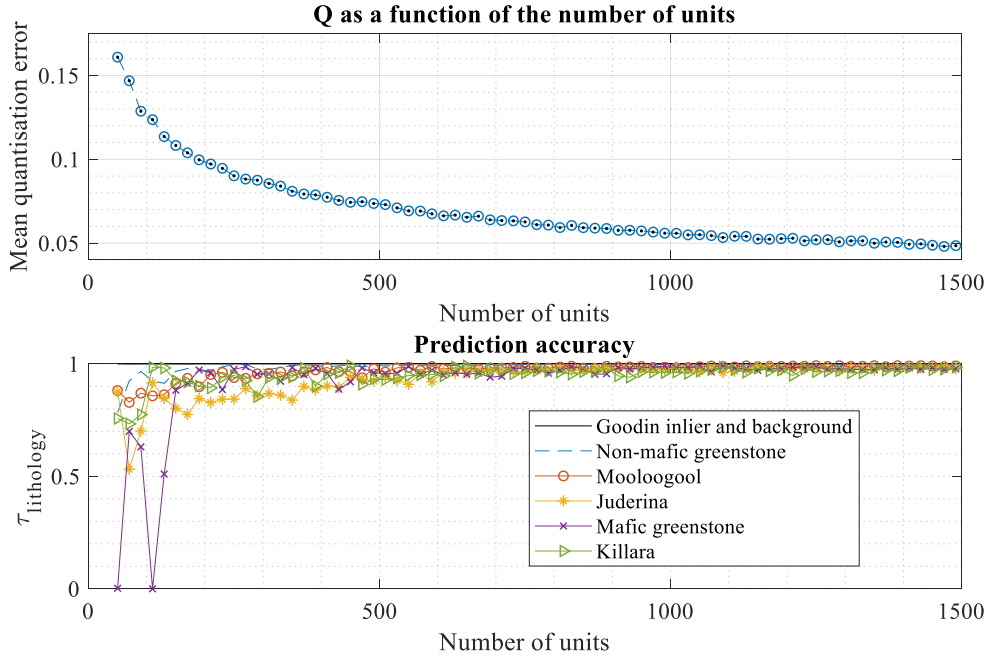 Q as a function of the number of units
Mean quantisation error
0.15
0.1
0.05
0
500
1000
1500
Number of units
Prediction accuracy
τlithology
1
0.5
0
Goodin inlier and background
Non-mafic greenstone
Mooloogool
Juderina
Mafic greenstone
Killara
0
500
1000
1500
Number of units